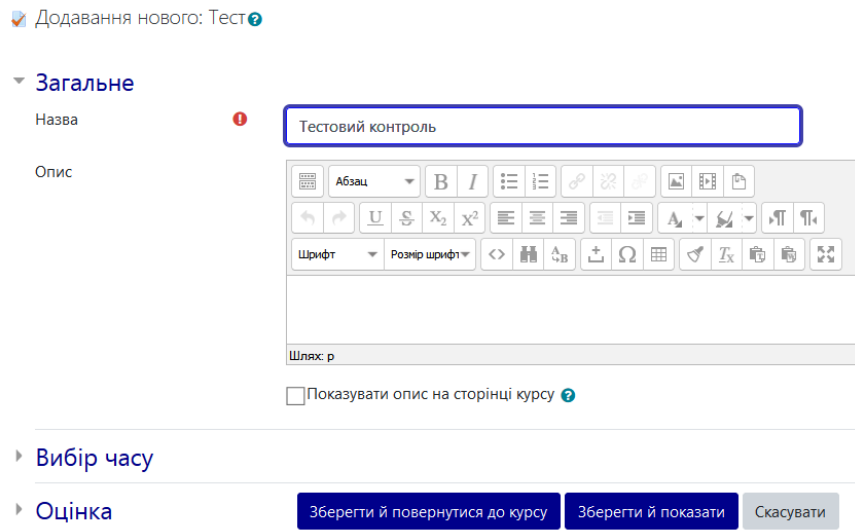 Додавання нового: Тест
Загальне
Назва
Тестовий контроль
Опис
Абзац
Шрифт Розмір шрифт
Шлях: p
Показувати опис на сторінці курсу
Вибір часу
Оцінка
Зберегти й повернутися до курсу Зберегти й показати Скасувати